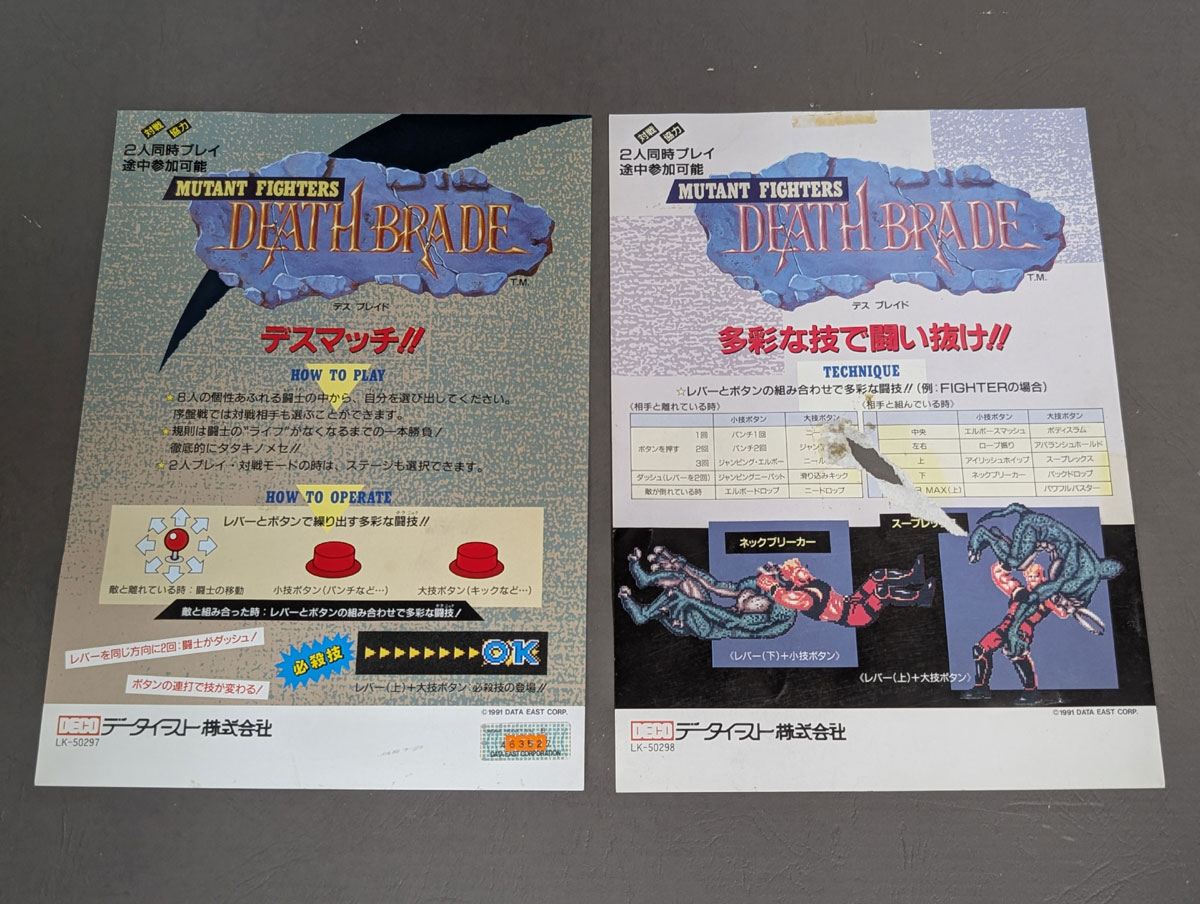 対戦 協力
2人同時プレイ
途中参加可能
MUTANT FIGHTERS
DEATH BRADE
T.M.
デス ブレイド
デスマッチ!!
HOW TO PLAY
☆8人の個性あふれる闘士の中から、自分を選び出してください。
序盤戦では対戦相手も選ぶことができます。
☆規則は闘士の"ライフ"がなくなるまでの一本勝負!
徹底的にタタキノメセ!!
☆2人プレイ・対戦モードの時は、ステージも選択できます。
HOW TO OPERATE
レバーとボタンで繰り出す多彩な闘技!!
敵と離れている時:闘士の移動
小技ボタン(パンチなど…)
大技ボタン(キックなど…)
敵と組み合った時:レバーとボタンの組み合わせで多彩な闘技!
レバーを同じ方向に2回:闘士がダッシュ!
ボタンの連打で技が変わる!
必殺技
OK
レバー(上)+大技ボタン 必殺技の登場!!
©1991 DATA EAST CORP.
DECO データイースト株式会社
LK-50297
6352
DATA EAST CORPORATION
対戦 協力
2人同時プレイ
途中参加可能
MUTANT FIGHTERS
DEATH BRADE
T.M.
デス ブレイド
多彩な技で闘い抜け!!
TECHNIQUE
☆レバーとボタンの組み合わせで多彩な闘技!!(例:FIGHTERの場合)
《相手と離れている時》
小技ボタン 大技ボタン
ボタンを押す
1回 パンチ1回
2回 パンチ2回 ジャン
3回 ジャンピング・エルボー ニール
ダッシュ(レバーを2回) ジャンピングニーパット 滑り込みキック
敵が倒れている時 エルボードロップ ニードロップ
《相手と組んでいる時》
小技ボタン 大技ボタン
中央 エルボースマッシュ ボディスラム
左右 ロープ振り アバランシュホールド
上 アイリッシュホイップ スープレックス
下 ネックブリーカー バックドロップ
MAX(上) パワフルバスター
ネックブリーカー
《レバー(下)+小技ボタン》
スープレッ
《レバー(上)+大技ボタン》
©1991 DATA EAST CORP.
DECO データイースト株式会社
LK-50298